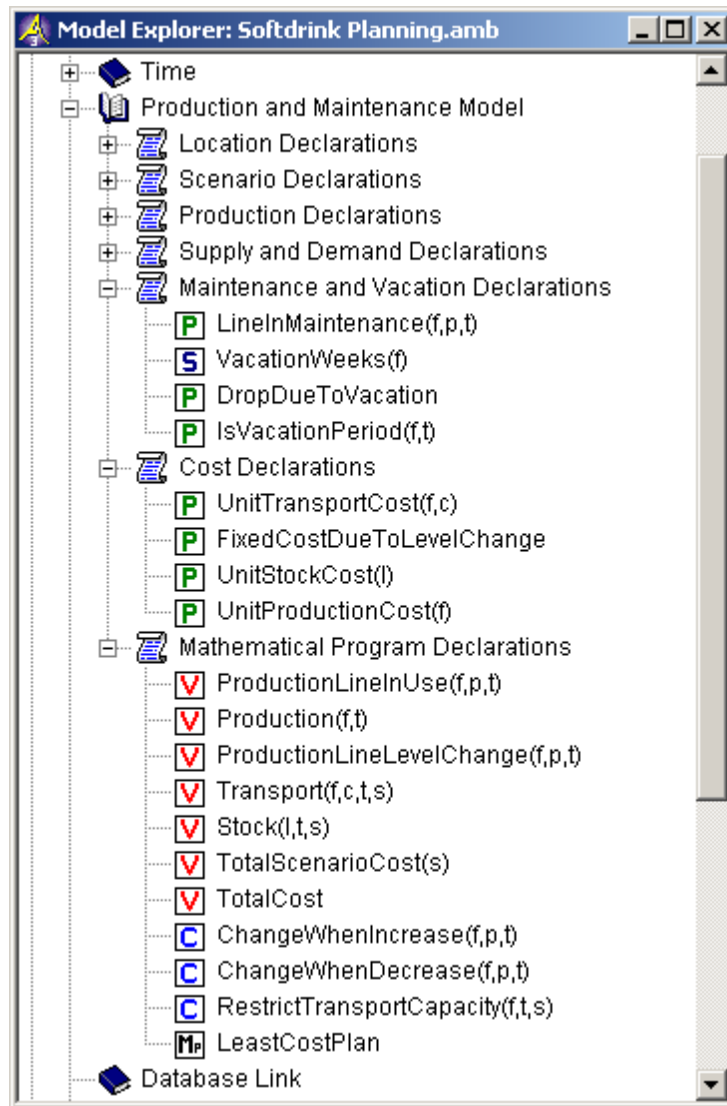 Model Explorer: Softdrink Planning.amb
Time
Production and Maintenance Model
Location Declarations
Scenario Declarations
Production Declarations
Supply and Demand Declarations
Maintenance and Vacation Declarations
P LineInMaintenance(f,p,t)
S VacationWeeks(f)
P DropDueToVacation
P IsVacationPeriod(f,t)
Cost Declarations
P UnitTransportCost(f,c)
P FixedCostDueToLevelChange
P UnitStockCost(l)
P UnitProductionCost(f)
Mathematical Program Declarations
V ProductionLineInUse(f,p,t)
V Production(f,t)
V ProductionLineLevelChange(f,p,t)
V Transport(f,c,t,s)
V Stock(l,t,s)
V TotalScenarioCost(s)
V TotalCost
C ChangeWhenIncrease(f,p,t)
C ChangeWhenDecrease(f,p,t)
C RestrictTransportCapacity(f,t,s)
MP LeastCostPlan
Database Link